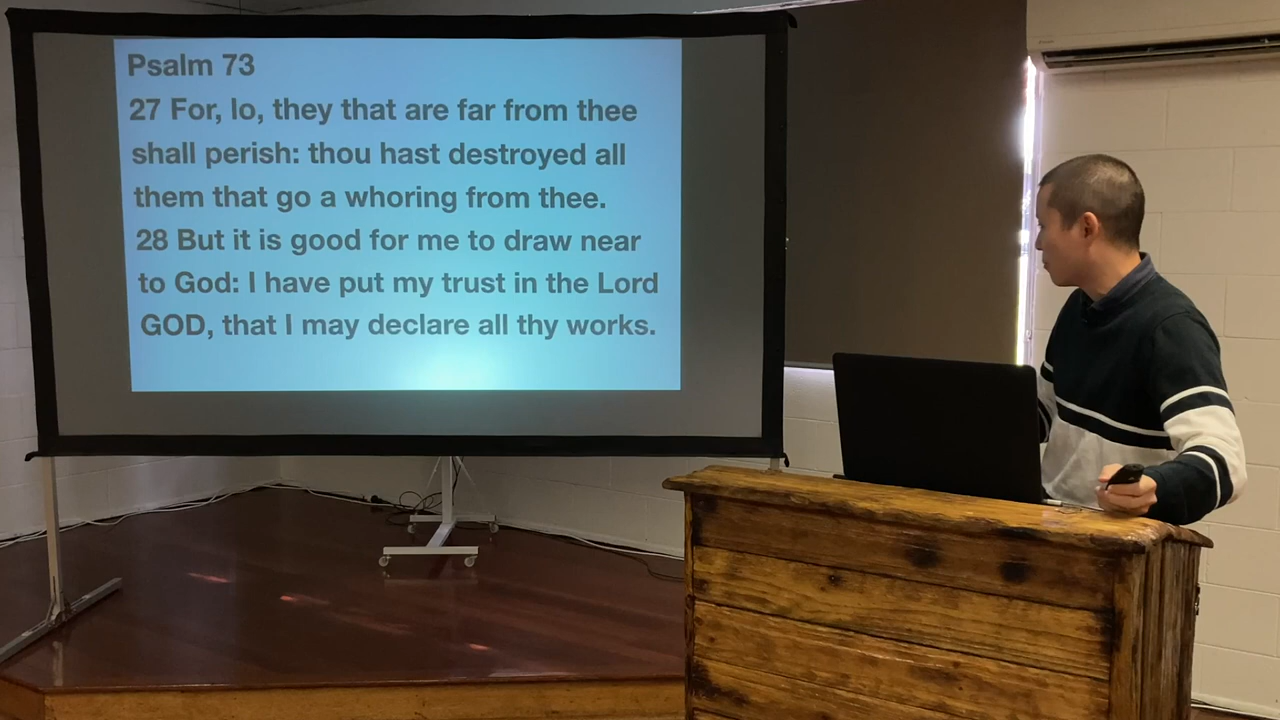 Psalm 73
27 For, lo, they that are far from thee
shall perish: thou hast destroyed all
them that go a whoring from thee.
28 But it is good for me to draw near
to God: I have put my trust in the Lord
GOD, that I may declare all thy works.